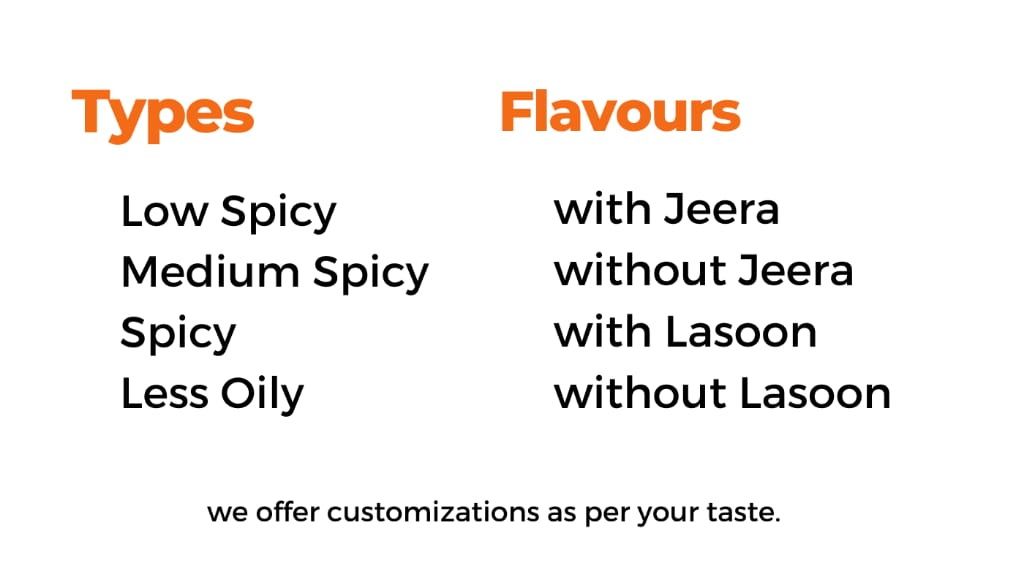 Types
Low Spicy
Medium Spicy
Spicy
Less Oily
Flavours
with Jeera
without Jeera
with Lasoon
without Lasoon
we offer customizations as per your taste.